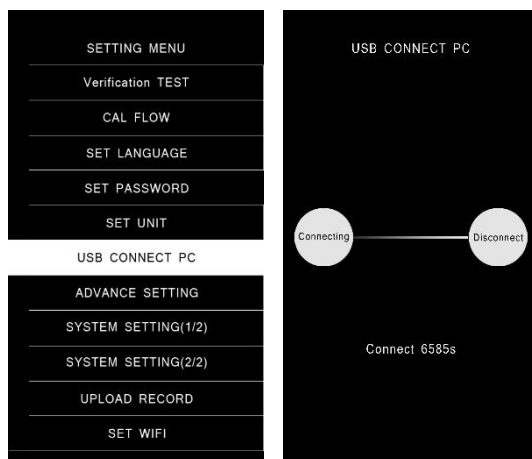 SETTING MENU
Verification TEST
CAL FLOW
SET LANGUAGE
SET PASSWORD
SET UNIT
USB CONNECT PC
ADVANCE SETTING
SYSTEM SETTING(1/2)
SYSTEM SETTING(2/2)
UPLOAD RECORD
SET WIFI
USB CONNECT PC
Connecting
Disconnect
Connect 6585s